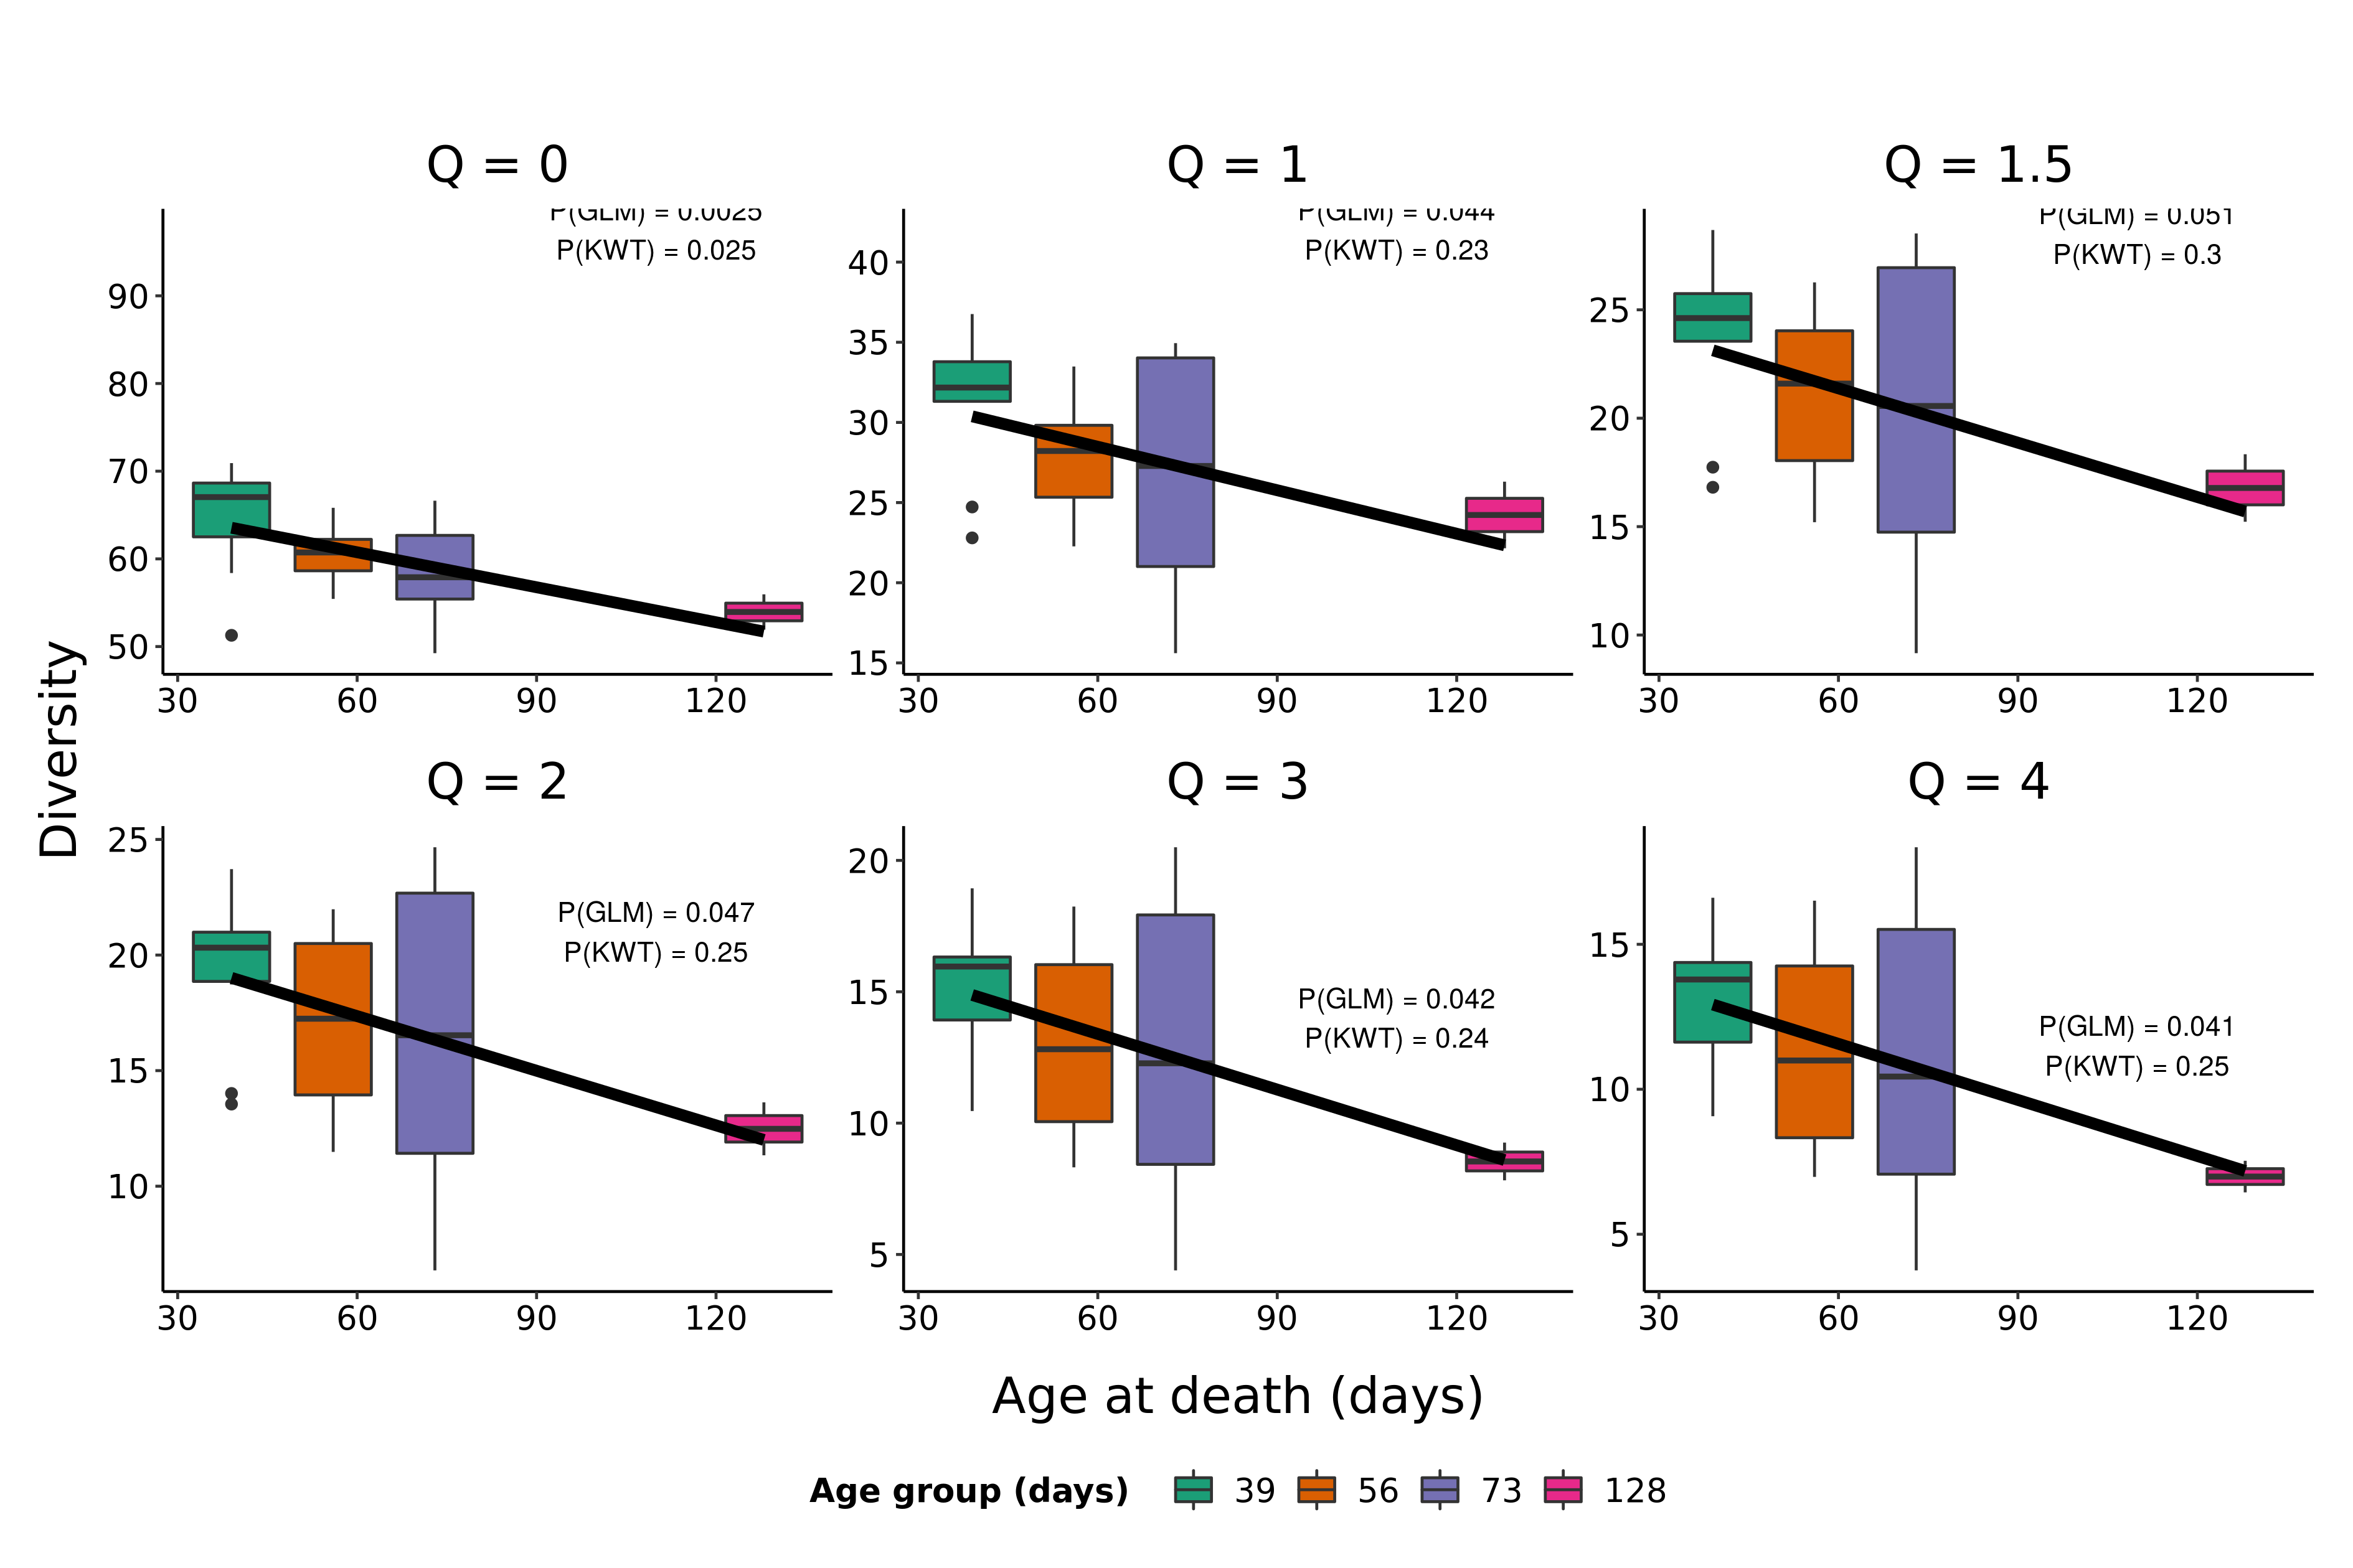 Q = 0
Q = 1
Q = 1.5
P(GLM) = 0.0025
P(KWT) = 0.025
P(GLM) = 0.044
P(KWT) = 0.23
P(GLM) = 0.051
P(KWT) = 0.3
90
80
70
60
50
40
35
30
25
20
15
25
20
15
10
30 60 90 120
30 60 90 120
30 60 90 120
Diversity
Q = 2
Q = 3
Q = 4
P(GLM) = 0.047
P(KWT) = 0.25
P(GLM) = 0.042
P(KWT) = 0.24
P(GLM) = 0.041
P(KWT) = 0.25
25
20
15
10
20
15
10
5
15
10
5
30 60 90 120
30 60 90 120
30 60 90 120
Age at death (days)
Age group (days) 39 56 73 128